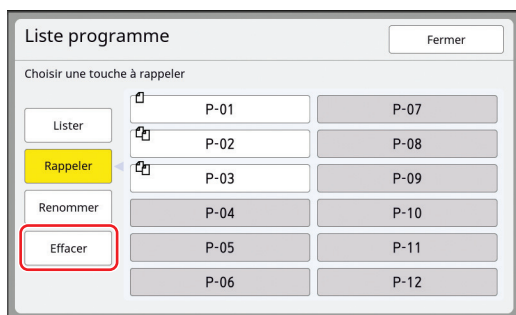 Liste programme
Fermer
Choisir une touche à rappeler
Lister
Rappeler
Renommer
Effacer
P-01
P-02
P-03
P-04
P-05
P-06
P-07
P-08
P-09
P-10
P-11
P-12